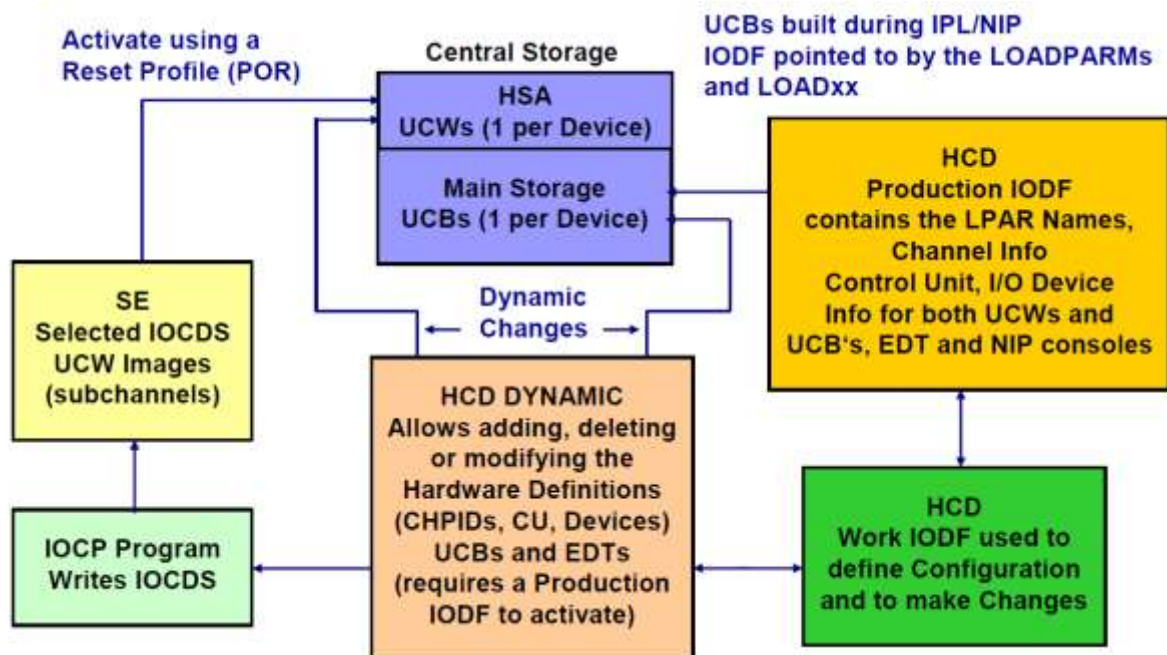 Activate using a
Reset Profile (POR)
Central Storage
UCBs built during IPL/NIP
IODF pointed to by the LOADPARMs
and LOADxx
HSA
UCWs (1 per Device)
Main Storage
UCBs (1 per Device)
HCD
Production IODF
contains the LPAR Names,
Channel Info
Control Unit, I/O Device
Info for both UCWs and
UCB's, EDT and NIP consoles
SE
Selected IOCDS
UCW Images
(subchannels)
Dynamic
Changes
HCD DYNAMIC
Allows adding, deleting
or modifying the
Hardware Definitions
(CHPIDs, CU, Devices)
UCBs and EDTs
(requires a Production
IODF to activate)
IOCP Program
Writes IOCDS
HCD
Work IODF used to
define Configuration
and to make Changes